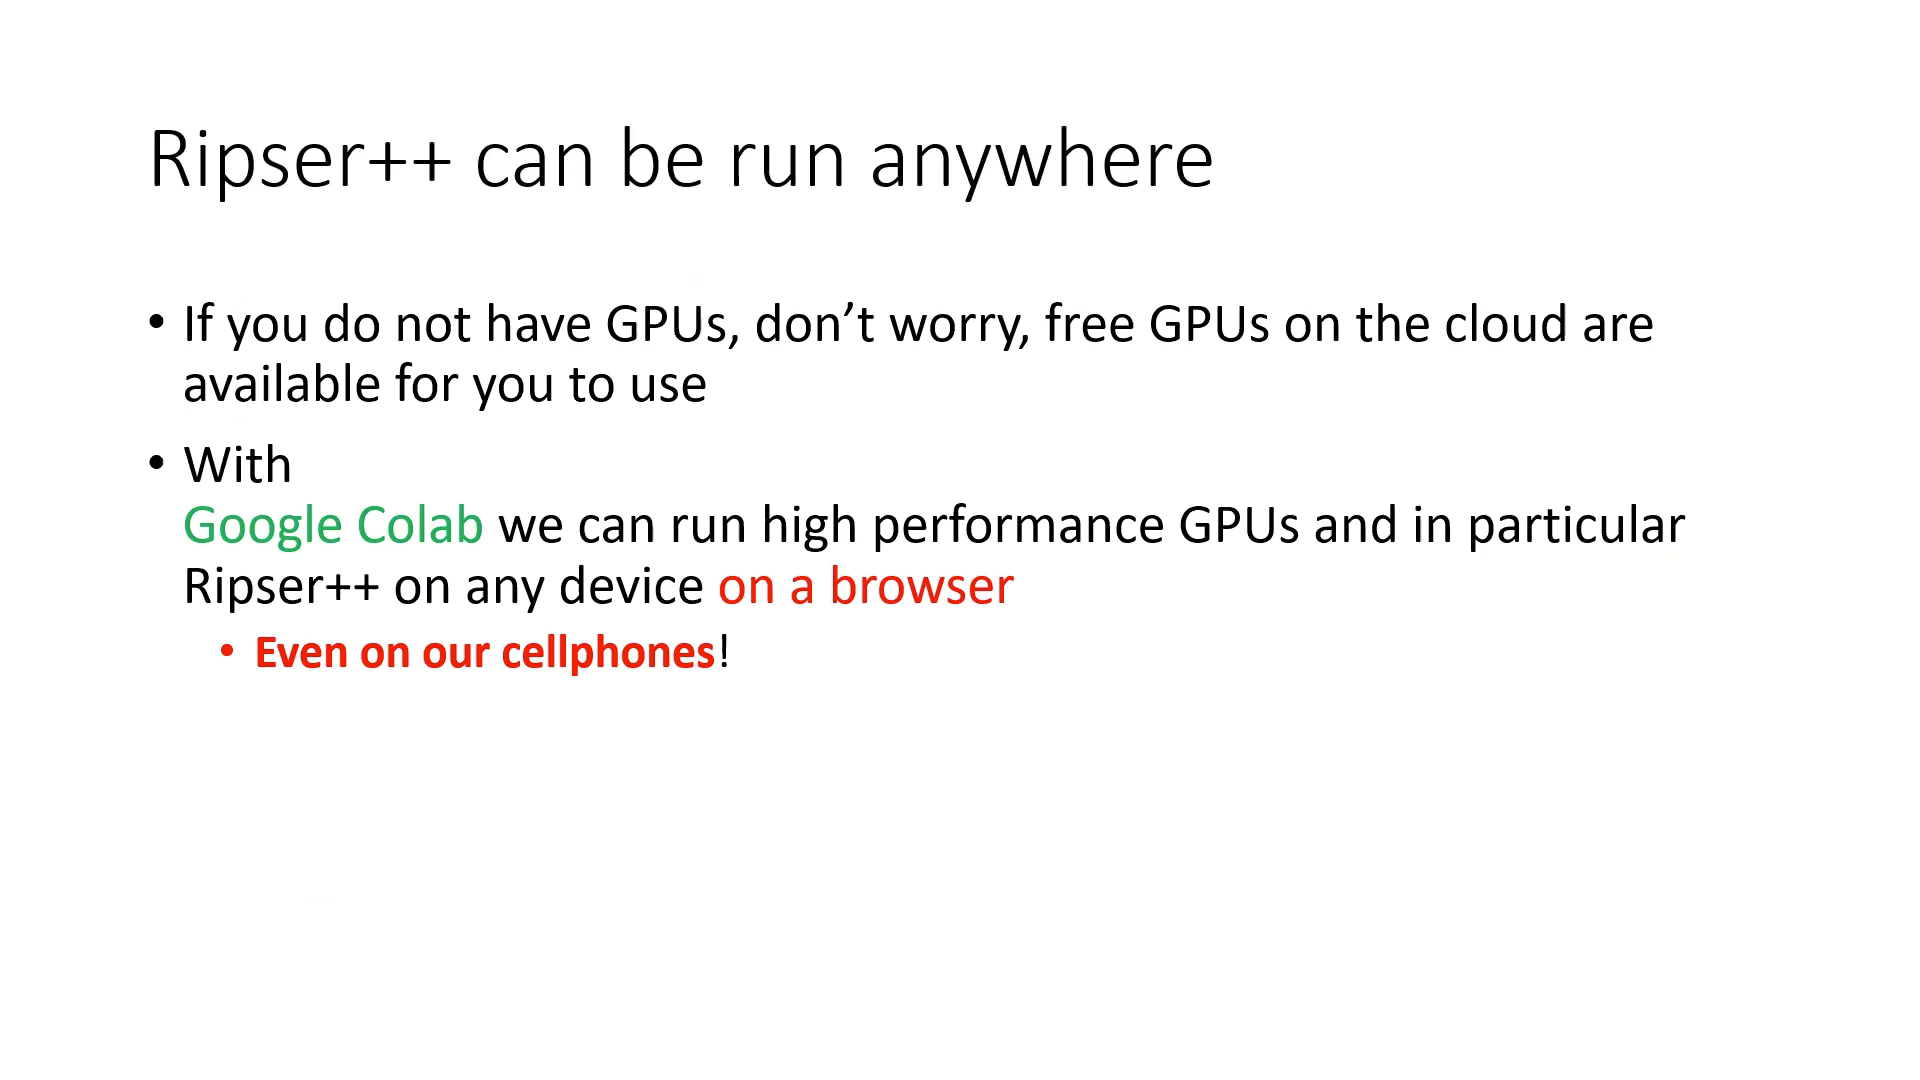 Ripser++ can be run anywhere
• If you do not have GPUs, don’t worry, free GPUs on the cloud are
available for you to use
• With
Google Colab we can run high performance GPUs and in particular
Ripser++ on any device on a browser
• Even on our cellphones!